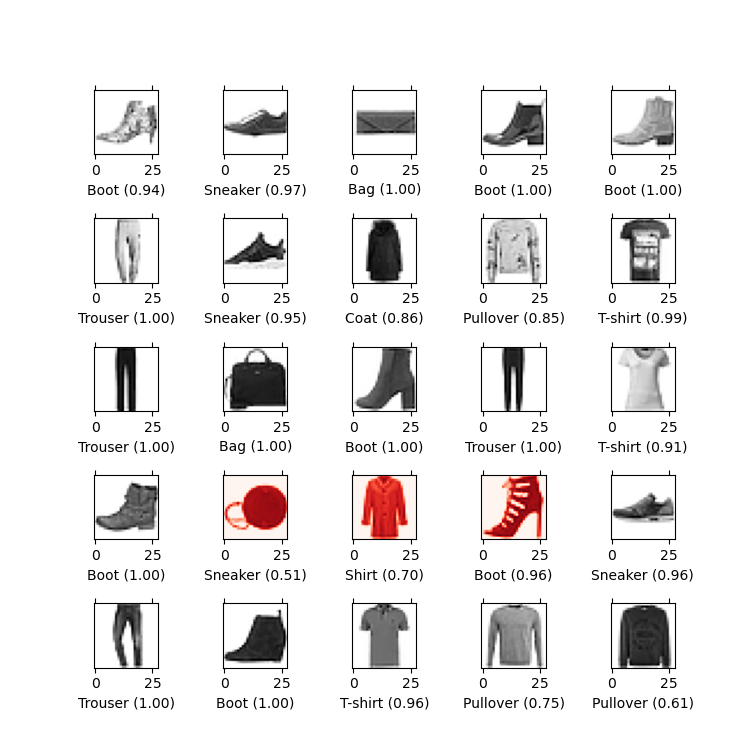 0 25 0 25 0 25 0 25 0 25
Boot (0.94) Sneaker (0.97) Bag (1.00) Boot (1.00) Boot (1.00)
0 25 0 25 0 25 0 25 0 25
Trouser (1.00) Sneaker (0.95) Coat (0.86) Pullover (0.85) T-shirt (0.99)
0 25 0 25 0 25 0 25 0 25
Trouser (1.00) Bag (1.00) Boot (1.00) Trouser (1.00) T-shirt (0.91)
0 25 0 25 0 25 0 25 0 25
Boot (1.00) Sneaker (0.51) Shirt (0.70) Boot (0.96) Sneaker (0.96)
0 25 0 25 0 25 0 25 0 25
Trouser (1.00) Boot (1.00) T-shirt (0.96) Pullover (0.75) Pullover (0.61)